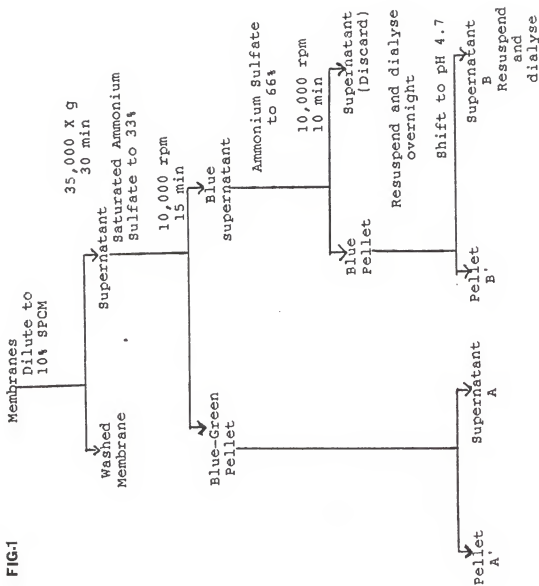 FIG-1
Membranes
Dilute to
10% SPCM
35,000 X g
30 min
Washed
Membrane
Supernatant
Saturated Ammonium
Sulfate to 33%
10,000 rpm
15 min
Blue-Green
Pellet
Blue
supernatant
Ammonium Sulfate
to 66%
10,000 rpm
10 min
Blue
Pellet
Supernatant
(Discard)
Resuspend and dialyse
overnight
Shift to pH 4.7
Pellet
A'
Supernatant
A
Pellet
B'
Supernatant
B
Resuspend
and
dialyse